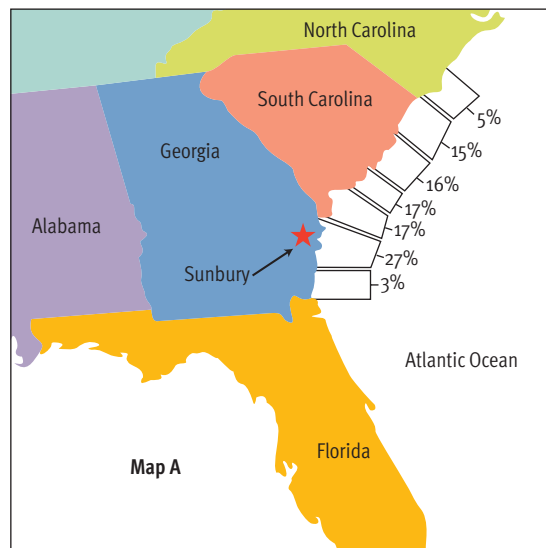 North Carolina
South Carolina
5%
15%
Georgia
16%
17%
Alabama
17%
27%
Sunbury
3%
Atlantic Ocean
Florida
Map A